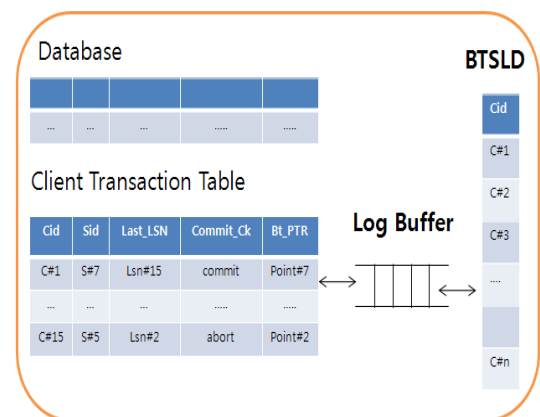 Database
... ... ... ..... .....
Client Transaction Table
Cid Sid Last_LSN Commit_Ck Bt_PTR
C#1 S#7 Lsn#15 commit Point#7
... ... ... ..... .....
C#15 S#5 Lsn#2 abort Point#2
Log Buffer
BTSLD
Cid
C#1
C#2
C#3
....
C#n